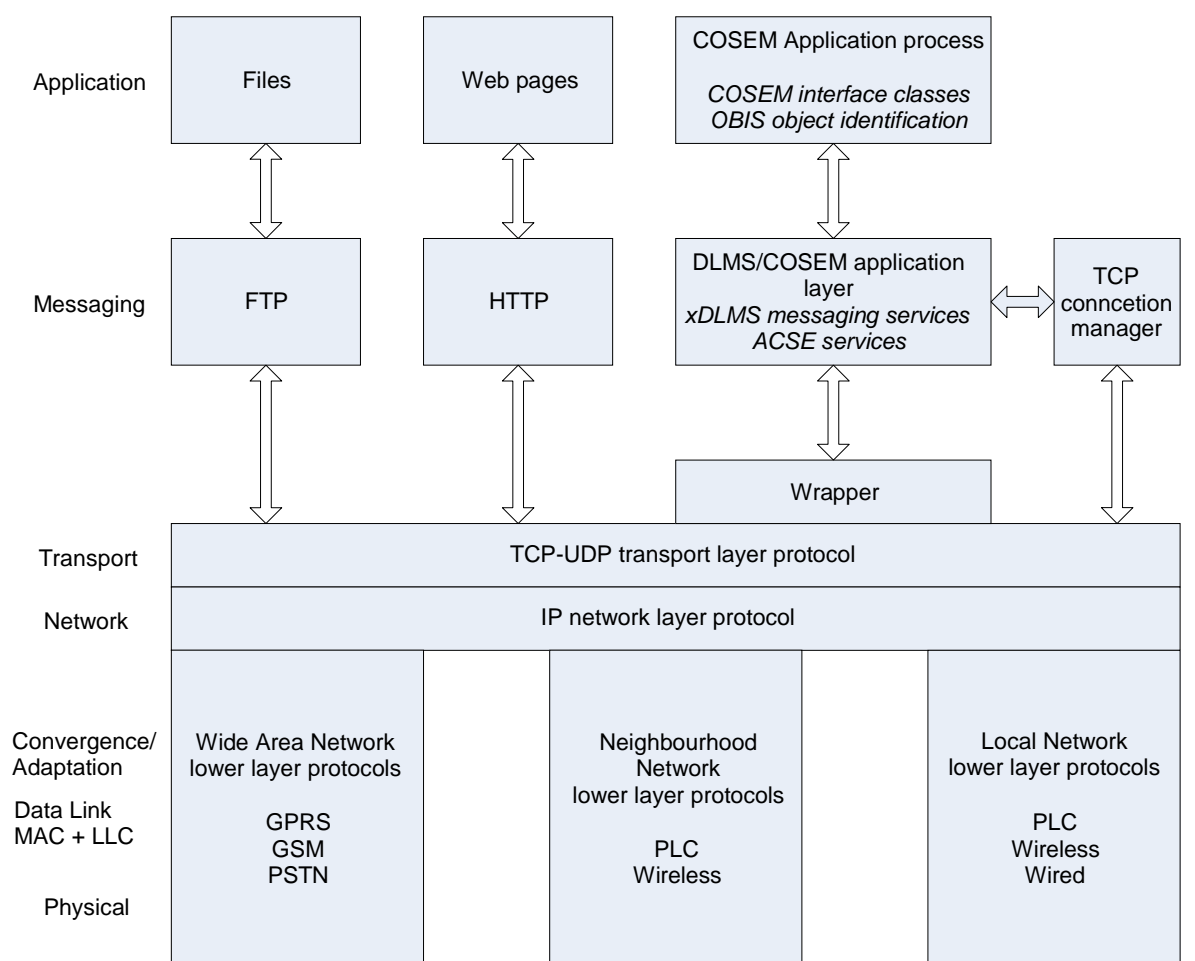 Application
Files
Web pages
COSEM Application process
COSEM interface classes
OBIS object identification
Messaging
FTP
HTTP
DLMS/COSEM application
layer
xDLMS messaging services
ACSE services
TCP
conncetion
manager
Wrapper
Transport
TCP-UDP transport layer protocol
Network
IP network layer protocol
Convergence/
Adaptation
Data Link
MAC + LLC
Physical
Wide Area Network
lower layer protocols
GPRS
GSM
PSTN
Neighbourhood
Network
lower layer protocols
PLC
Wireless
Local Network
lower layer protocols
PLC
Wireless
Wired